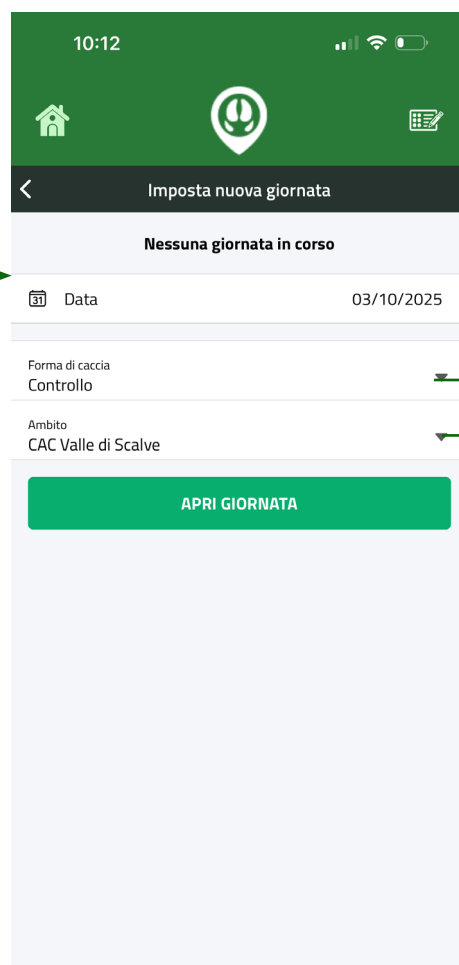 10:12
Imposta nuova giornata
Nessuna giornata in corso
31 Data 03/10/2025
Forma di caccia
Controllo
Ambito
CAC Valle di Scalve
APRI GIORNATA